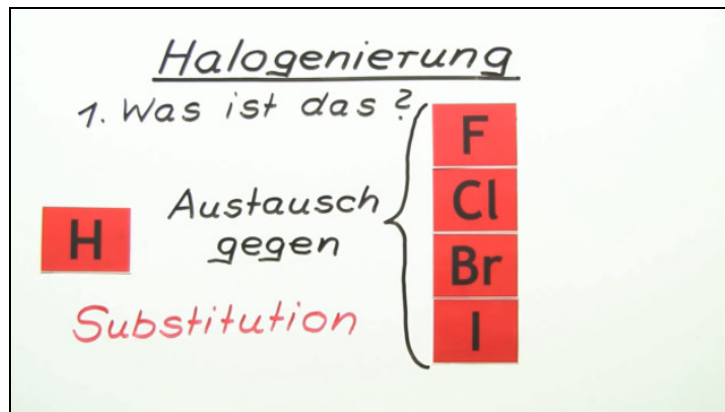 Halogenierung
1. Was ist das?
H
Austausch
gegen
F
Cl
Br
I
Substitution